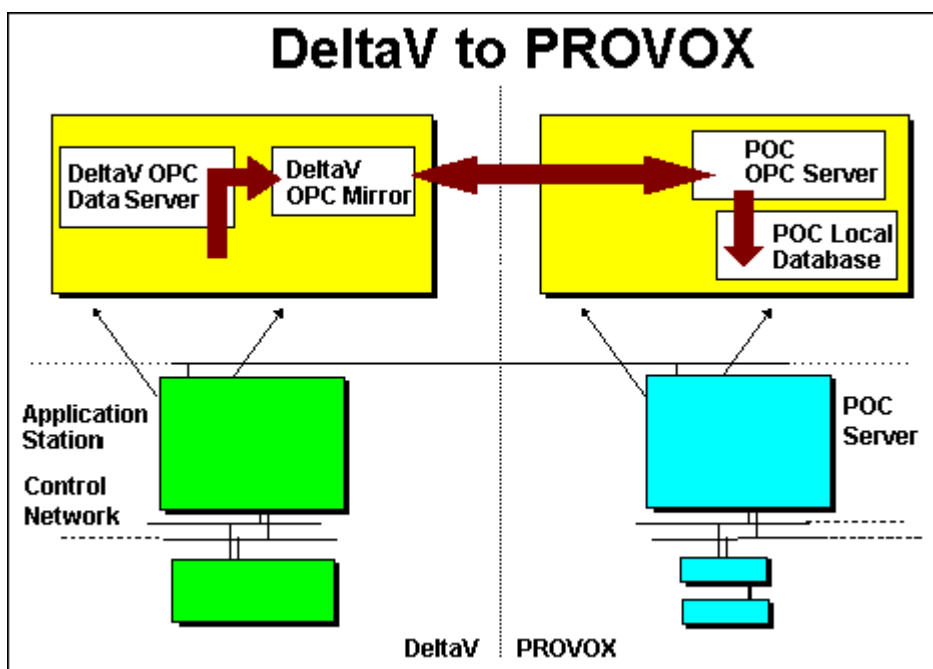 DeltaV to PROVOX
DeltaV OPC
Data Server
DeltaV
OPC Mirror
POC
OPC Server
POC Local
Database
Application
Station
POC
Server
Control
Network
DeltaV
PROVOX